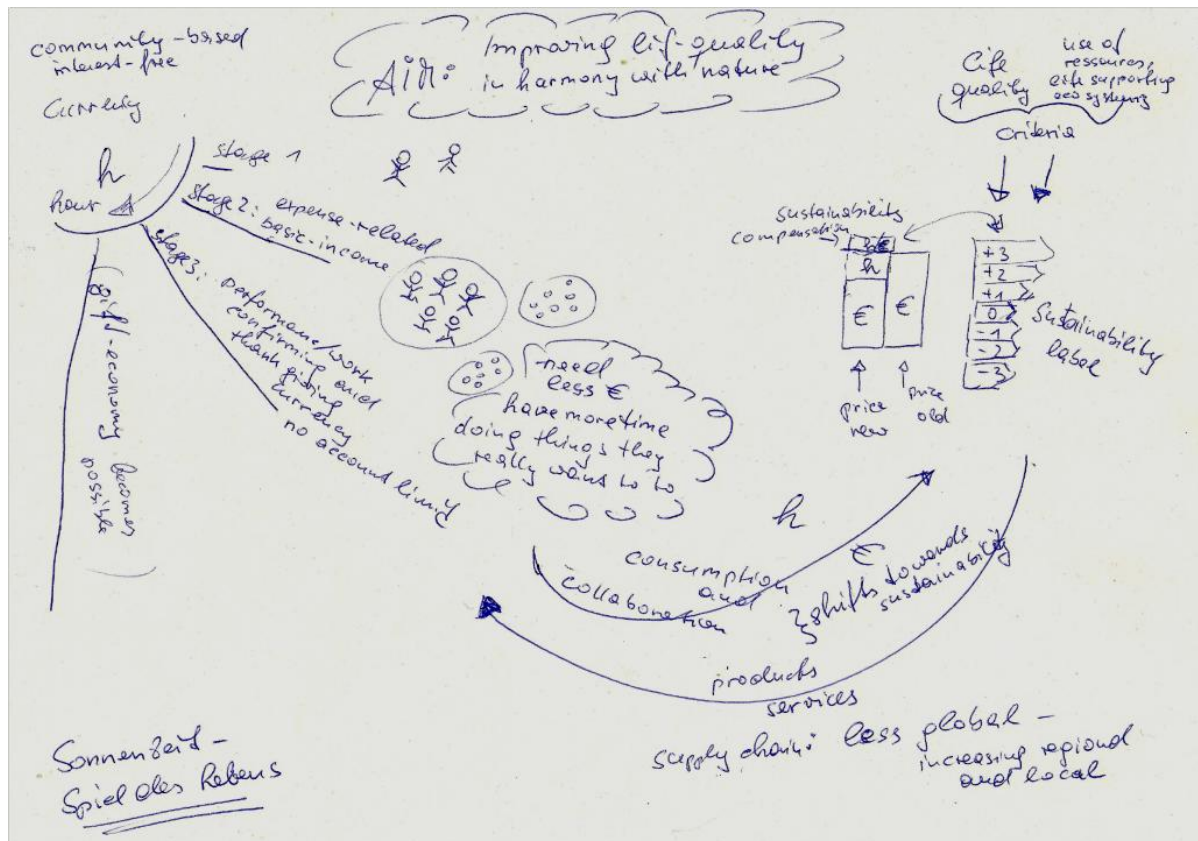 community-based
interest-free
Currency
AIM:
Improving lif-quality
in harmony with nature
Life
quality
use of
ressources,
life supporting
eco systems
criteria
h
hour
stage 1
stage 2: expense-related
basic-income
stage 3: performance/work
confirming and
thankgiving
currency
no account limit
(gift-economy becomes
possible)
need
less €
have more time
doing things they
really want to to
sustainability
compensation
h€
h
€
€
price
new
price
old
+3
+2
+1
0
-1
-2
-3
Sustainability
label
h
€
consumption
and
collaboration
shifts towards
sustainability
products
services
supply chain: less global -
increasing regional
and local
Sonnenzeit -
Spiel des Lebens